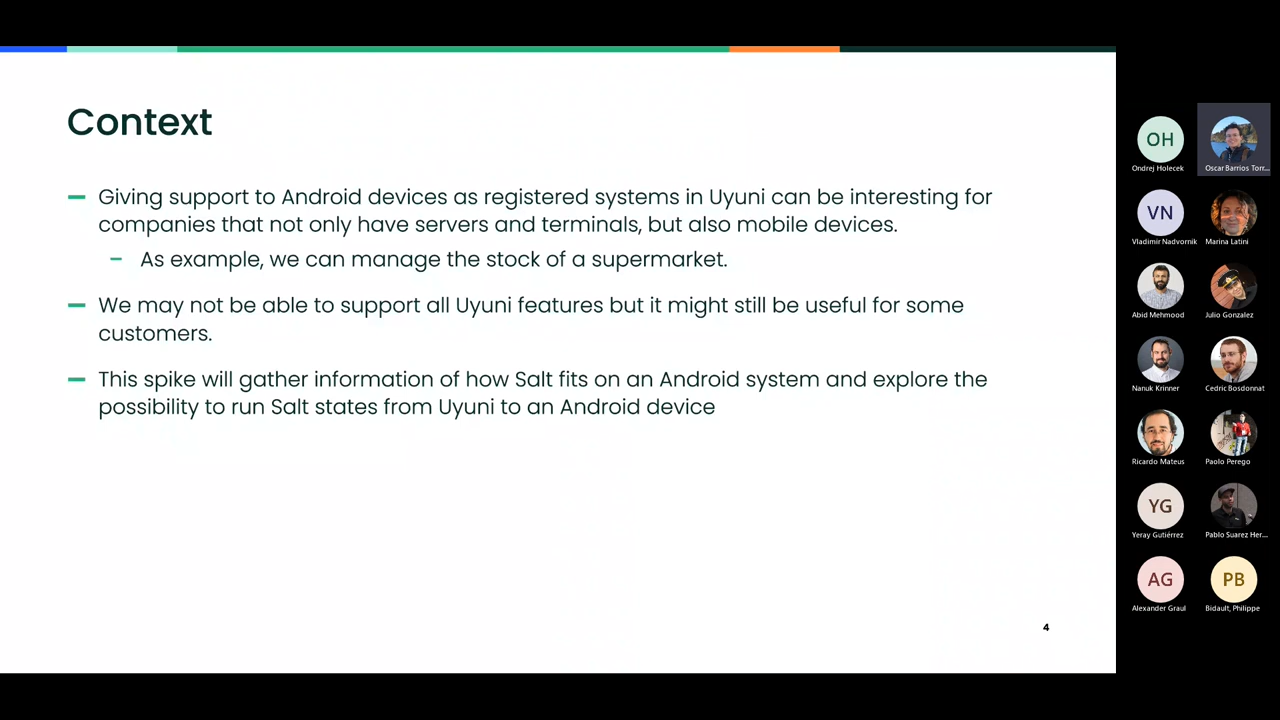 Context
Giving support to Android devices as registered systems in Uyuni can be interesting for
companies that not only have servers and terminals, but also mobile devices.
As example, we can manage the stock of a supermarket.
We may not be able to support all Uyuni features but it might still be useful for some
customers.
This spike will gather information of how Salt fits on an Android system and explore the
possibility to run Salt states from Uyuni to an Android device
4
OH
Ondrej Holecek
Oscar Barrios Torr...
VN
Vladimir Nadvornik
Marina Latini
Abid Mehmood
Julio Gonzalez
Nanuk Krinner
Cedric Bosdonnat
Ricardo Mateus
Paolo Perego
YG
Yeray Gutiérrez
Pablo Suarez Her...
AG
Alexander Graul
PB
Bidault, Philippe